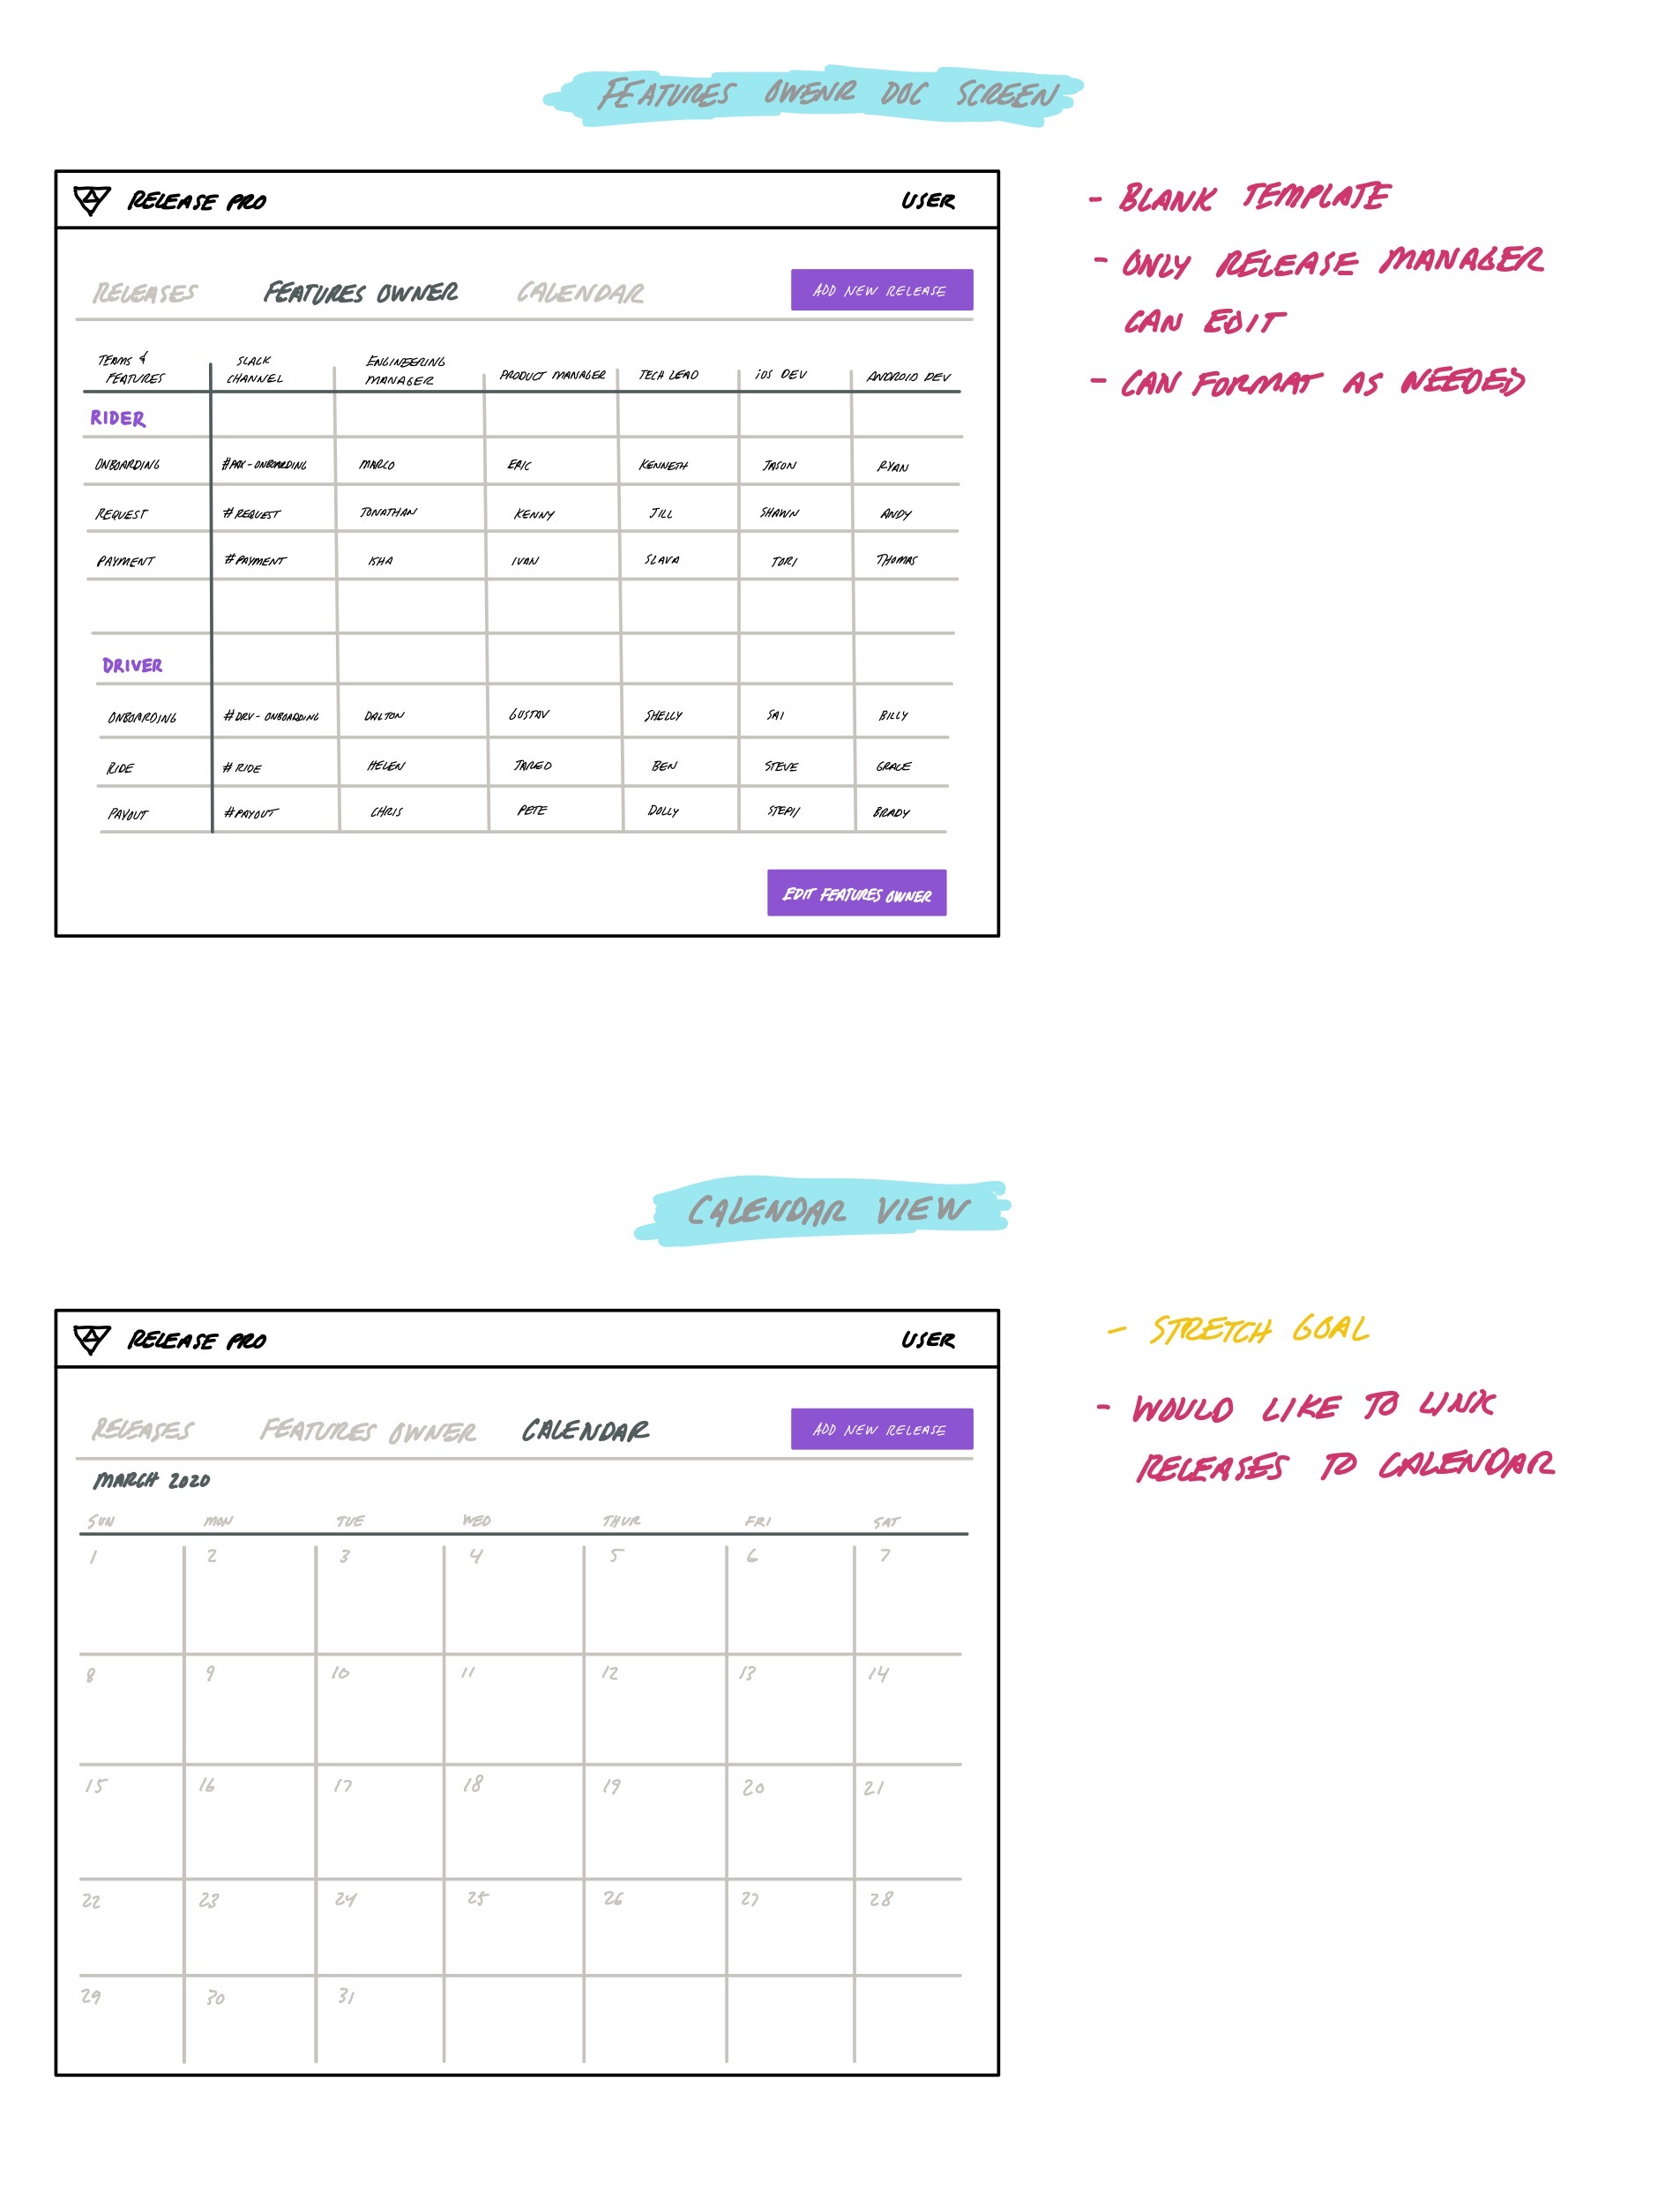 FEATURES OWENR DOC SCREEN
RELEASE PRO USER
RELEASES FEATURES OWNER CALENDAR ADD NEW RELEASE
TEAMS & FEATURES SLACK CHANNEL ENGINEERING MANAGER PRODUCT MANAGER TECH LEAD iOS DEV ANDROID DEV
RIDER
ONBOARDING #PAX-ONBOARDING MARCO ERIC KENNETH JASON RYAN
REQUEST #REQUEST JONATHAN KENNY JILL SHAWN ANDY
PAYMENT #PAYMENT KHA IVAN SLAVA TORI THOMAS
DRIVER
ONBOARDING #DRV-ONBOARDING DALTON GUSTAV SHELLY SAI BILLY
RIDE #RIDE HELEN JARED BEN STEVE GRACE
PAYOUT #PAYOUT CHRIS PETE DOLLY STEPH BRADY
EDIT FEATURES OWNER
- BLANK TEMPLATE
- ONLY RELEASE MANAGER
CAN EDIT
- CAN FORMAT AS NEEDED
CALENDAR VIEW
RELEASE PRO USER
RELEASES FEATURES OWNER CALENDAR ADD NEW RELEASE
MARCH 2020
SUN MON TUE WED THUR FRI SAT
1 2 3 4 5 6 7
8 9 10 11 12 13 14
15 16 17 18 19 20 21
22 23 24 25 26 27 28
29 30 31
- STRETCH GOAL
- WOULD LIKE TO LINK
RELEASES TO CALENDAR